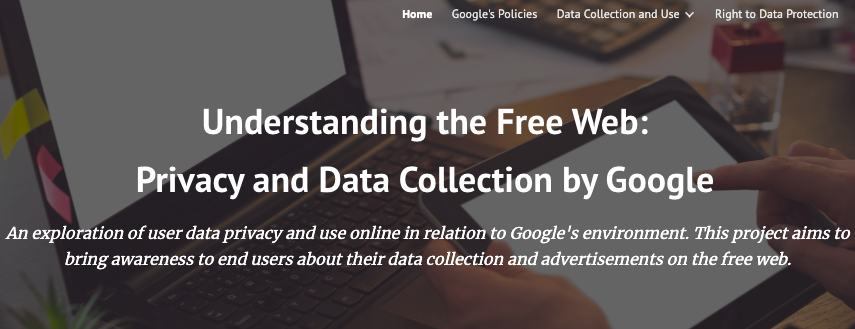 Home Google's Policies Data Collection and Use Right to Data Protection
Understanding the Free Web:
Privacy and Data Collection by Google
An exploration of user data privacy and use online in relation to Google's environment. This project aims to
bring awareness to end users about their data collection and advertisements on the free web.